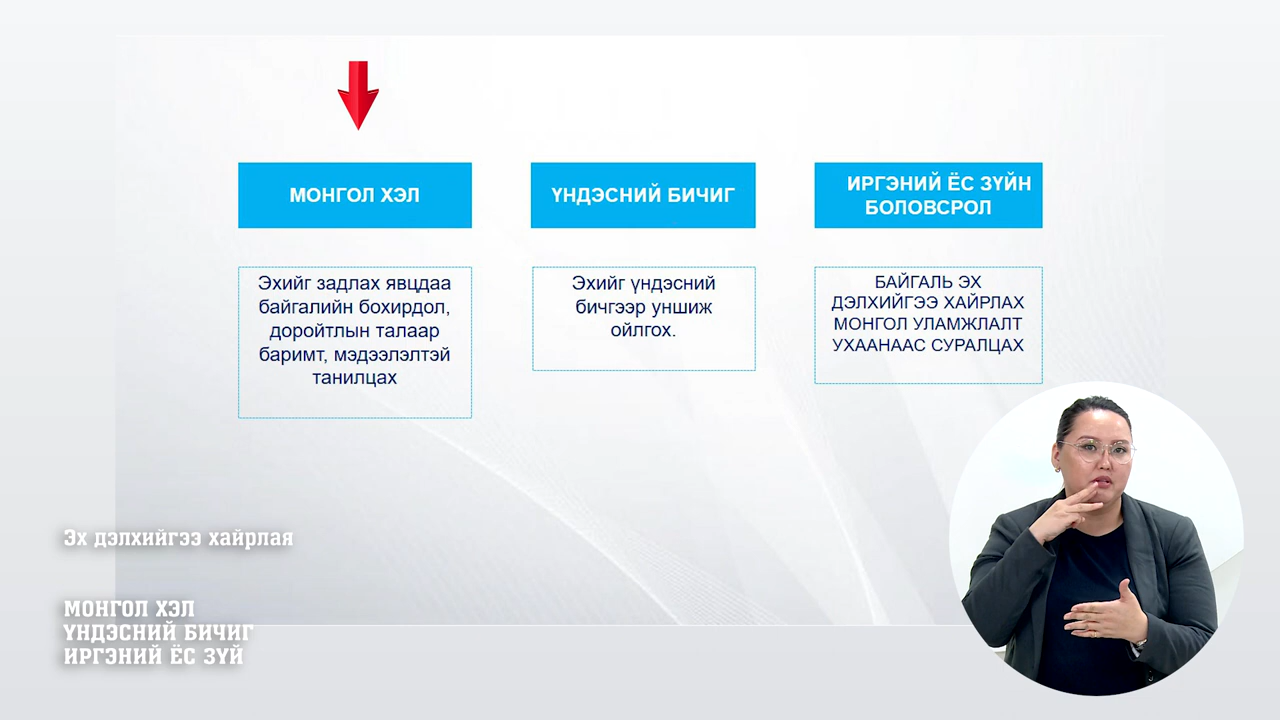 МОНГОЛ ХЭЛ
Эхийг задлах явцдаа
байгалийн бохирдол,
доройтлын талаар
баримт, мэдээлэлтэй
танилцах
ҮНДЭСНИЙ БИЧИГ
Эхийг үндэсний
бичгээр уншиж
ойлгох.
ИРГЭНИЙ ЁС ЗҮЙН
БОЛОВСРОЛ
БАЙГАЛЬ ЭХ
ДЭЛХИЙГЭЭ ХАЙРЛАХ
МОНГОЛ УЛАМЖЛАЛТ
УХААНААС СУРАЛЦАХ
Эх дэлхийгээ хайрлая
МОНГОЛ ХЭЛ
ҮНДЭСНИЙ БИЧИГ
ИРГЭНИЙ ЁС ЗҮЙ